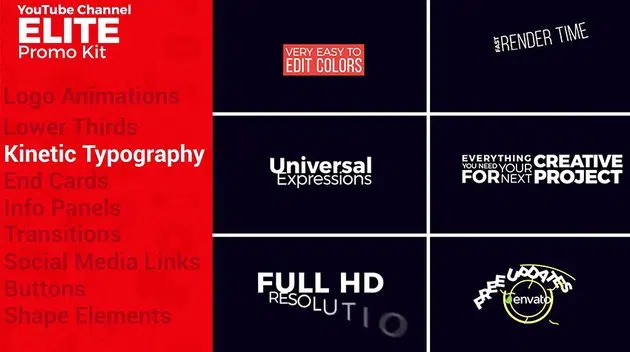 YouTube Channel
ELITE
Promo Kit
Logo Animations
Lower Thirds
Kinetic Typography
End Cards
Info Panels
Transitions
Social Media Links
Buttons
Shape Elements
VERY EASY TO
EDIT COLORS
FAST
RENDER TIME
Universal
Expressions
EVERYTHING
YOU NEED
FOR
YOUR
NEXT
CREATIVE
PROJECT
FULL HD
RESOLUTIO
FREE UPDATES
envato